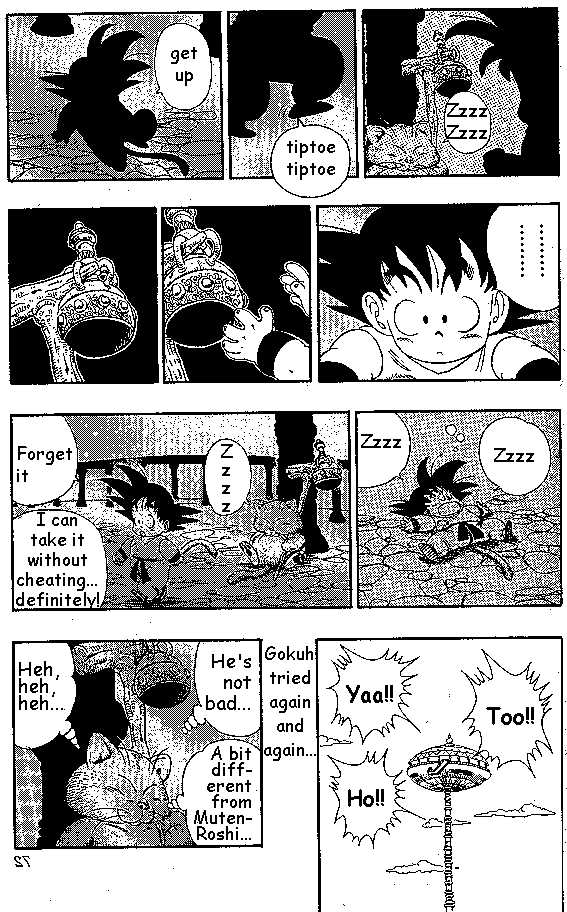 get
up
tiptoe
tiptoe
Zzzz
Zzzz
........
........
Forget
it
I can
take it
without
cheating...
definitely!
Z
z
z
z
Zzzz
Zzzz
Heh,
heh,
heh...
He's
not
bad...
A bit
diff-
erent
from
Muten-
Roshi...
Gokuh
tried
again
and
again...
Yaa!!
Too!!
Ho!!
72